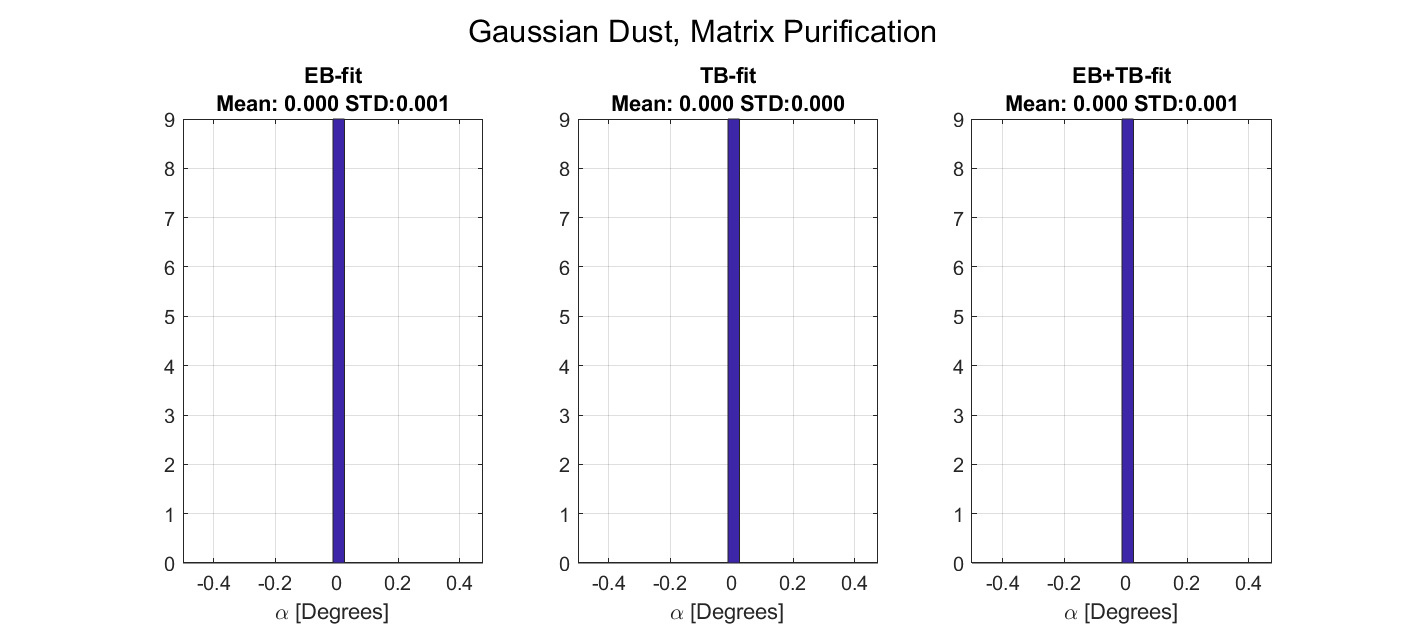 Gaussian Dust, Matrix Purification
EB-fit
Mean: 0.000 STD:0.001
9
8
7
6
5
4
3
2
1
0
-0.4 -0.2 0 0.2 0.4
α [Degrees]
TB-fit
Mean: 0.000 STD:0.000
9
8
7
6
5
4
3
2
1
0
-0.4 -0.2 0 0.2 0.4
α [Degrees]
EB+TB-fit
Mean: 0.000 STD:0.001
9
8
7
6
5
4
3
2
1
0
-0.4 -0.2 0 0.2 0.4
α [Degrees]